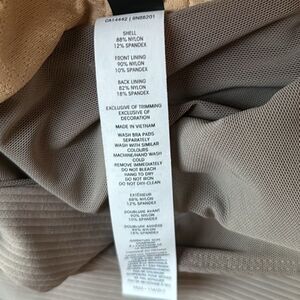 CA14442 | RN88201
SHELL
88% NYLON
12% SPANDEX
FRONT LINING
90% NYLON
10% SPANDEX
BACK LINING
82% NYLON
18% SPANDEX
EXCLUSIVE OF TRIMMING
EXCLUSIVE OF
DECORATION
MADE IN VIETNAM
WASH BRA PADS
SEPARATELY
WASH WITH SIMILAR
COLOURS
MACHINE/HAND WASH
COLD
REMOVE IMMEDIATELY
DO NOT BLEACH
HANG TO DRY
DO NOT IRON
DO NOT DRY-CLEAN
EXTÉRIEUR
88% NYLON
12% SPANDEX
DOUBLURE AVANT
90% NYLON
10% SPANDEX
DOUBLURE ARRIÈRE
NYLON
SPANDEX